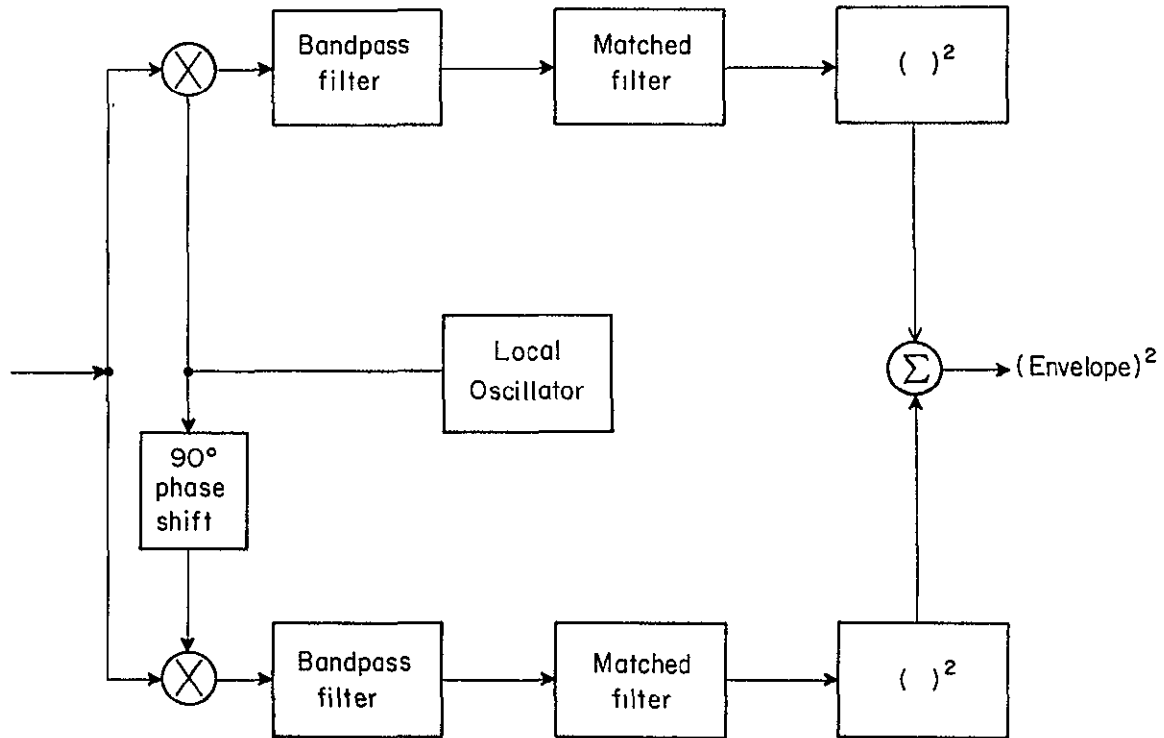 Bandpass
filter
Matched
filter
( )²
Local
Oscillator
Σ
(Envelope)²
90°
phase
shift
Bandpass
filter
Matched
filter
( )²